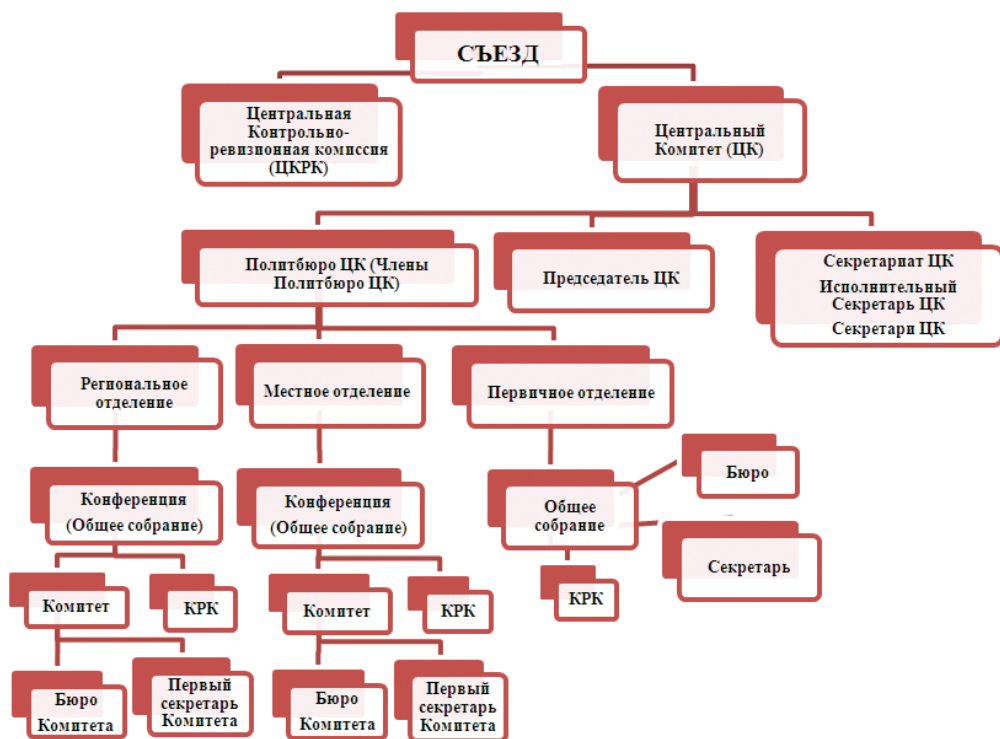 СЪЕЗД
Центральная
Контрольно-
ревизионная комиссия
(ЦКРК)
Центральный
Комитет (ЦК)
Политбюро ЦК (Члены
Политбюро ЦК)
Председатель ЦК
Секретариат ЦК
Исполнительный
Секретарь ЦК
Секретари ЦК
Региональное
отделение
Местное отделение
Первичное отделение
Конференция
(Общее собрание)
Конференция
(Общее собрание)
Общее
собрание
Бюро
Секретарь
КРК
Комитет
КРК
Комитет
КРК
Бюро
Комитета
Первый
секретарь
Комитета
Бюро
Комитета
Первый
секретарь
Комитета